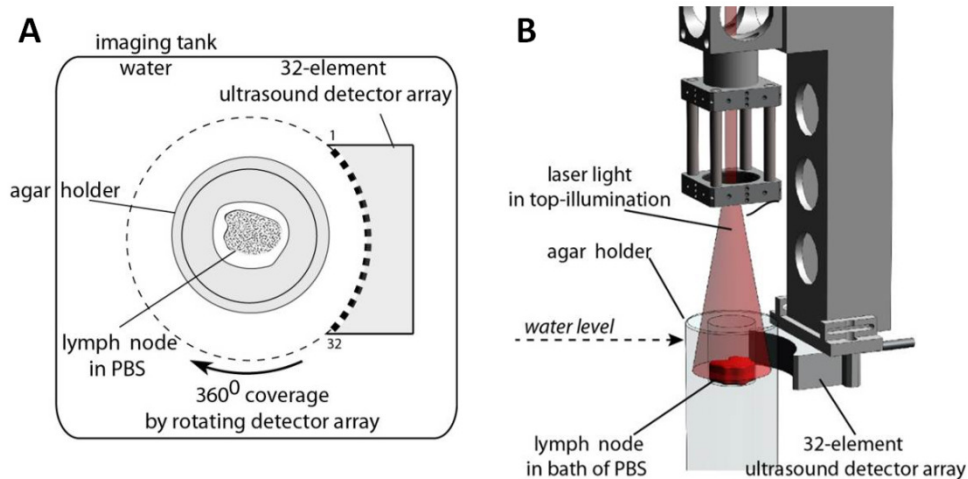 A
imaging tank
water
32-element
ultrasound detector array
1
agar holder
lymph node
in PBS
32
360⁰ coverage
by rotating detector array
B
laser light
in top-illumination
agar holder
water level
lymph node
in bath of PBS
32-element
ultrasound detector array